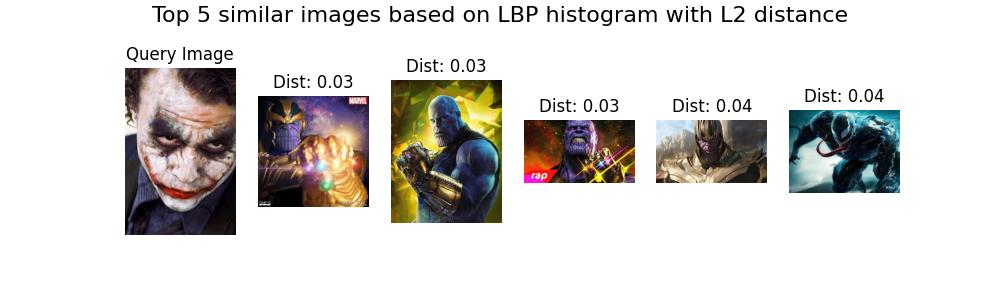 Top 5 similar images based on LBP histogram with L2 distance
Query Image
Dist: 0.03
Dist: 0.03
Dist: 0.03
Dist: 0.04
Dist: 0.04
MARVEL
rap